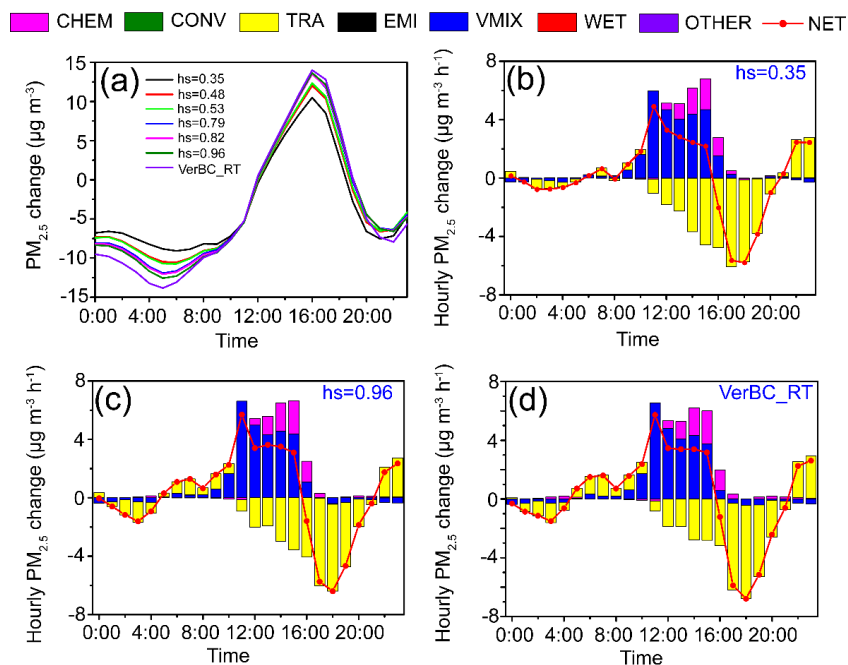 CHEM CONV TRA EMI VMIX WET OTHER NET
(a)
hs=0.35
hs=0.48
hs=0.53
hs=0.79
hs=0.82
hs=0.96
VerBC_RT
PM2.5 change (μg m⁻³)
15
10
5
0
-5
-10
-15
0:00 4:00 8:00 12:00 16:00 20:00
Time
(b)
hs=0.35
Hourly PM2.5 change (μg m⁻³ h⁻¹)
8
4
0
-4
-8
0:00 4:00 8:00 12:00 16:00 20:00
Time
(c)
hs=0.96
Hourly PM2.5 change (μg m⁻³ h⁻¹)
8
4
0
-4
-8
0:00 4:00 8:00 12:00 16:00 20:00
Time
(d)
VerBC_RT
Hourly PM2.5 change (μg m⁻³ h⁻¹)
8
4
0
-4
-8
0:00 4:00 8:00 12:00 16:00 20:00
Time